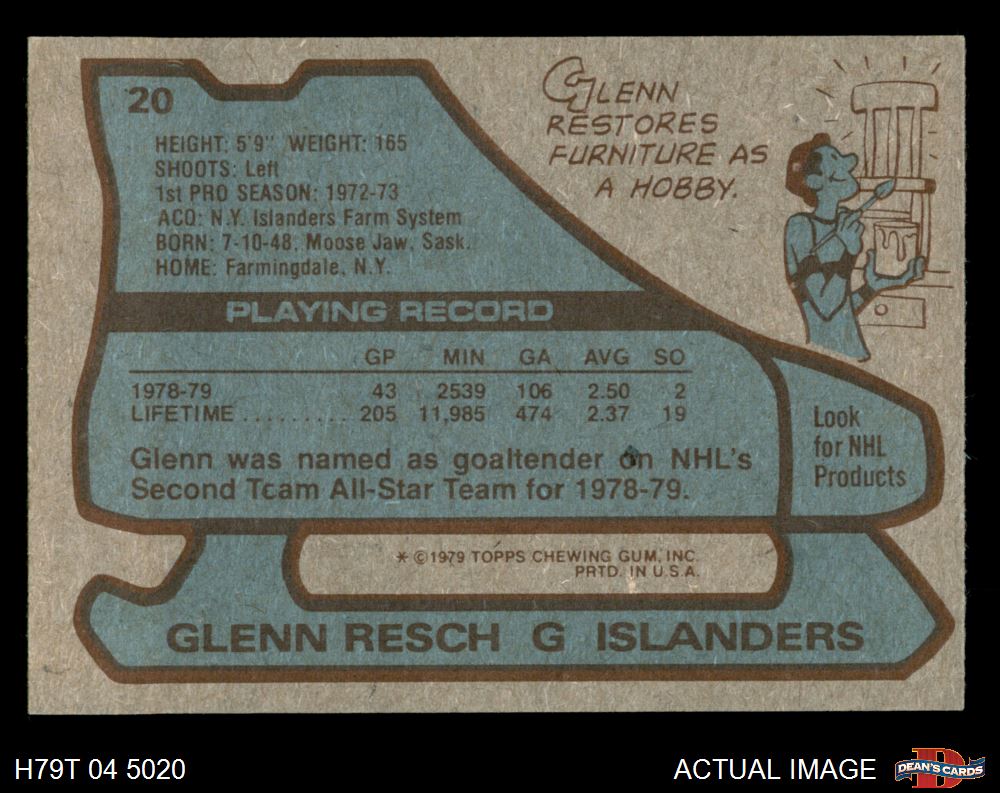 20
HEIGHT: 5'9" WEIGHT: 165
SHOOTS: Left
1st PRO SEASON: 1972-73
ACQ: N.Y. Islanders Farm System
BORN: 7-10-48, Moose Jaw, Sask.
HOME: Farmingdale, N.Y.
GLENN
RESTORES
FURNITURE AS
A HOBBY.
PLAYING RECORD
GP MIN GA AVG SO
1978-79 43 2539 106 2.50 2
LIFETIME .......... 205 11,985 474 2.37 19
Glenn was named as goaltender on NHL's
Second Team All-Star Team for 1978-79.
Look
for NHL
Products
* ©1979 TOPPS CHEWING GUM, INC.
PRTD. IN U.S.A.
GLENN RESCH G ISLANDERS
H79T 04 5020
ACTUAL IMAGE
DEAN'S CARDS